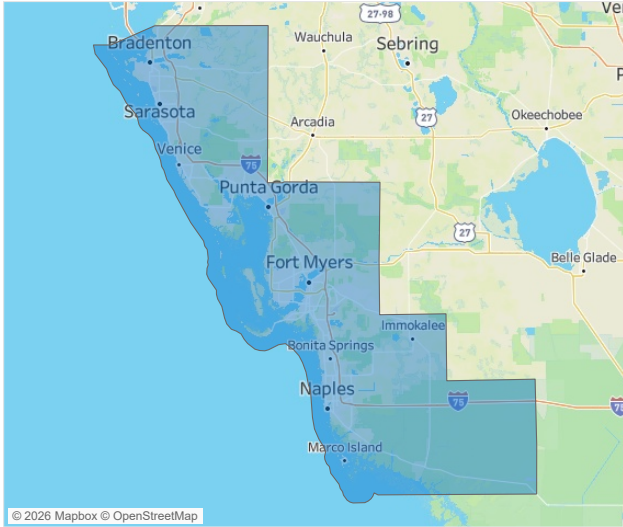 27-98
Bradenton
Wauchula
Sebring
Sarasota
27
Okeechobee
Arcadia
Venice
75
Punta Gorda
27
Fort Myers
Belle Glade
Immokalee
Bonita Springs
Naples
75
75
Marco Island
© 2026 Mapbox © OpenStreetMap